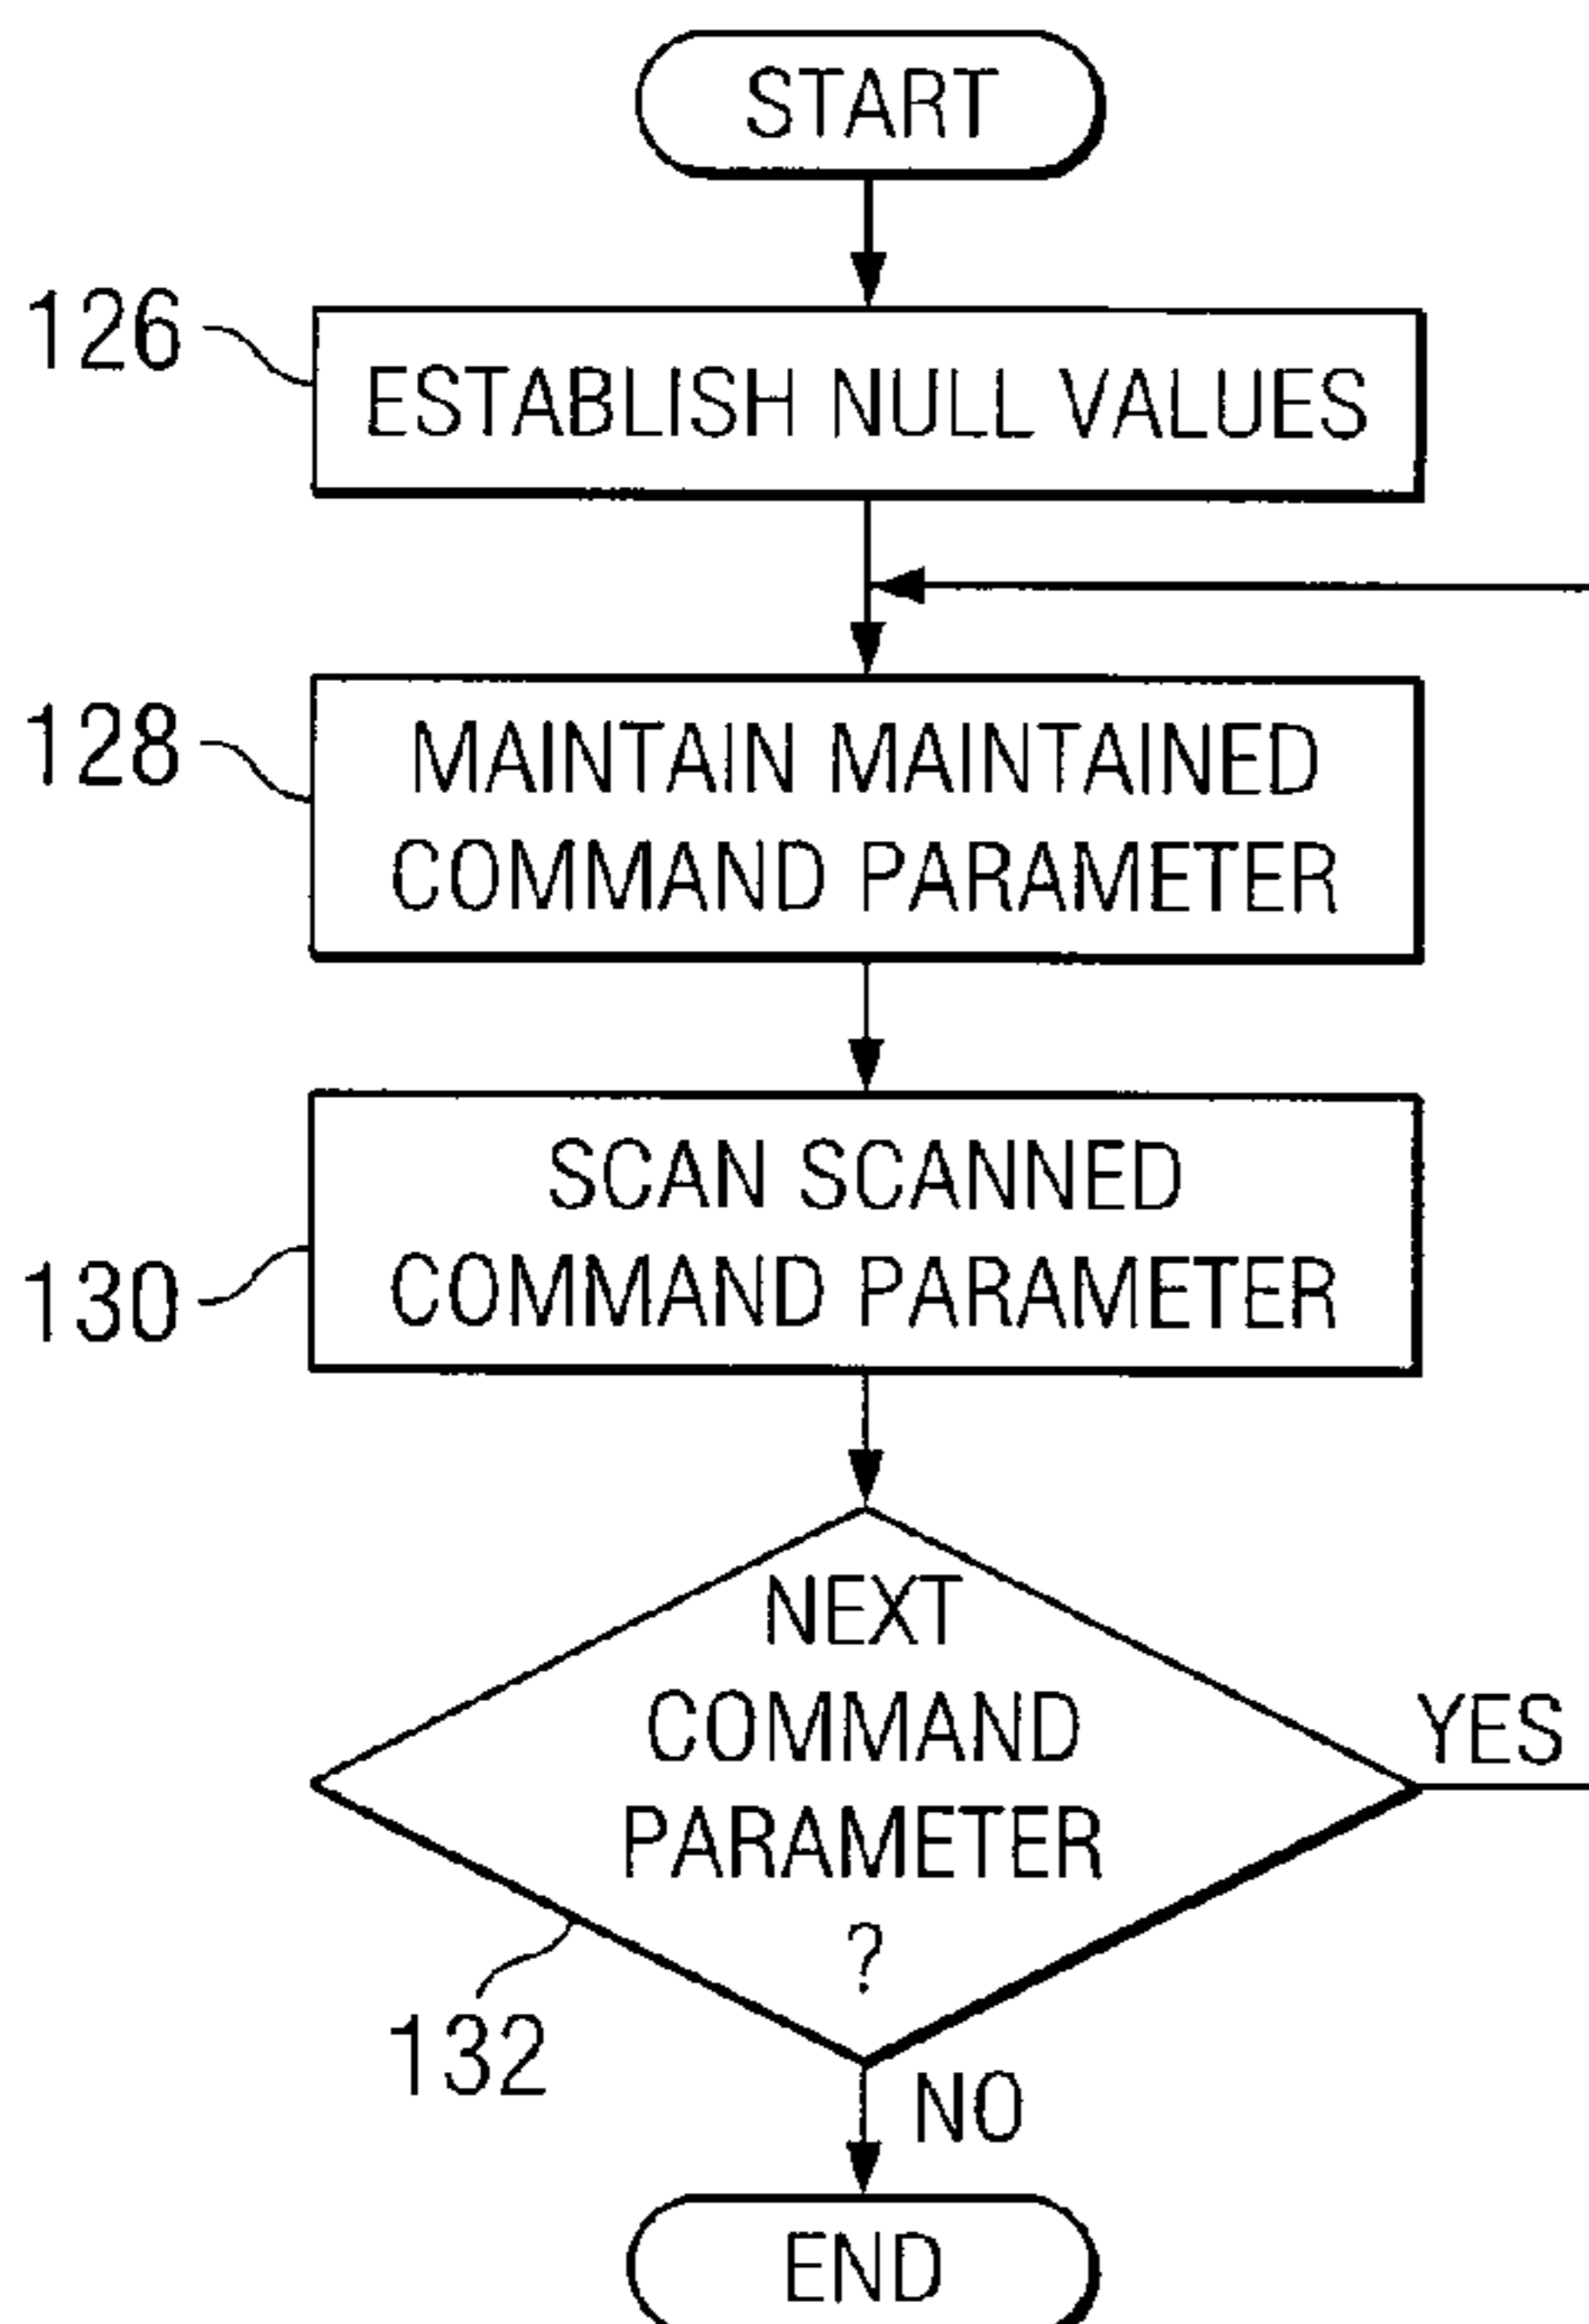 START
126
ESTABLISH NULL VALUES
128
MAINTAIN MAINTAINED
COMMAND PARAMETER
SCAN SCANNED
COMMAND PARAMETER
130
NEXT
COMMAND
PARAMETER
?
YES
132
NO
END